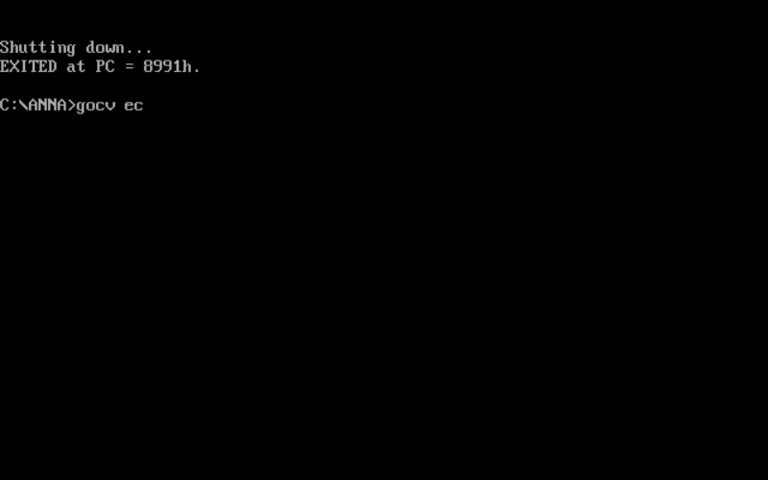 Shutting down...
EXITED at PC = 8991h.
C:\ANNA>gocv ec